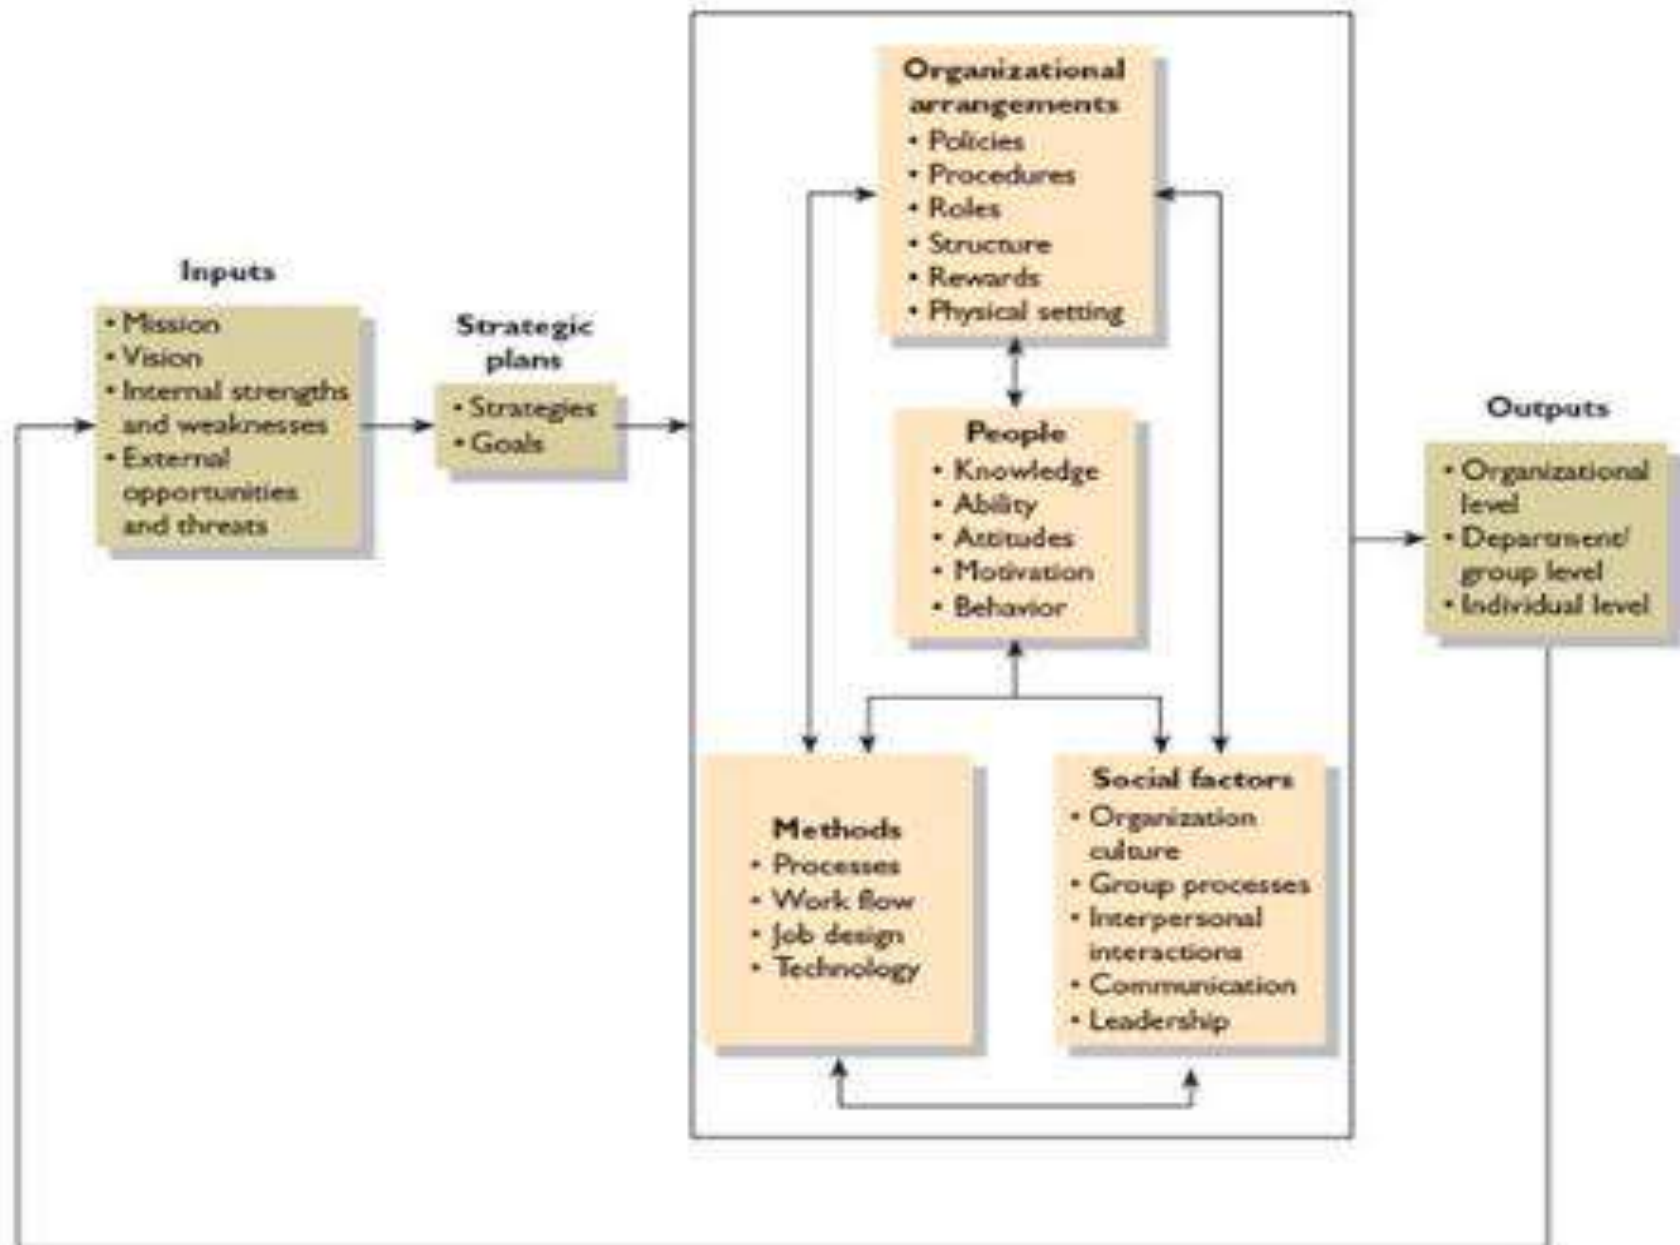 Inputs
• Mission
• Vision
• Internal strengths
and weaknesses
• External
opportunities
and threats
Strategic
plans
• Strategies
• Goals
Organizational
arrangements
• Policies
• Procedures
• Roles
• Structure
• Rewards
• Physical setting
People
• Knowledge
• Ability
• Attitudes
• Motivation
• Behavior
Methods
• Processes
• Work flow
• Job design
• Technology
Social factors
• Organization
culture
• Group processes
• Interpersonal
interactions
• Communication
• Leadership
Outputs
• Organizational
level
• Department/
group level
• Individual level